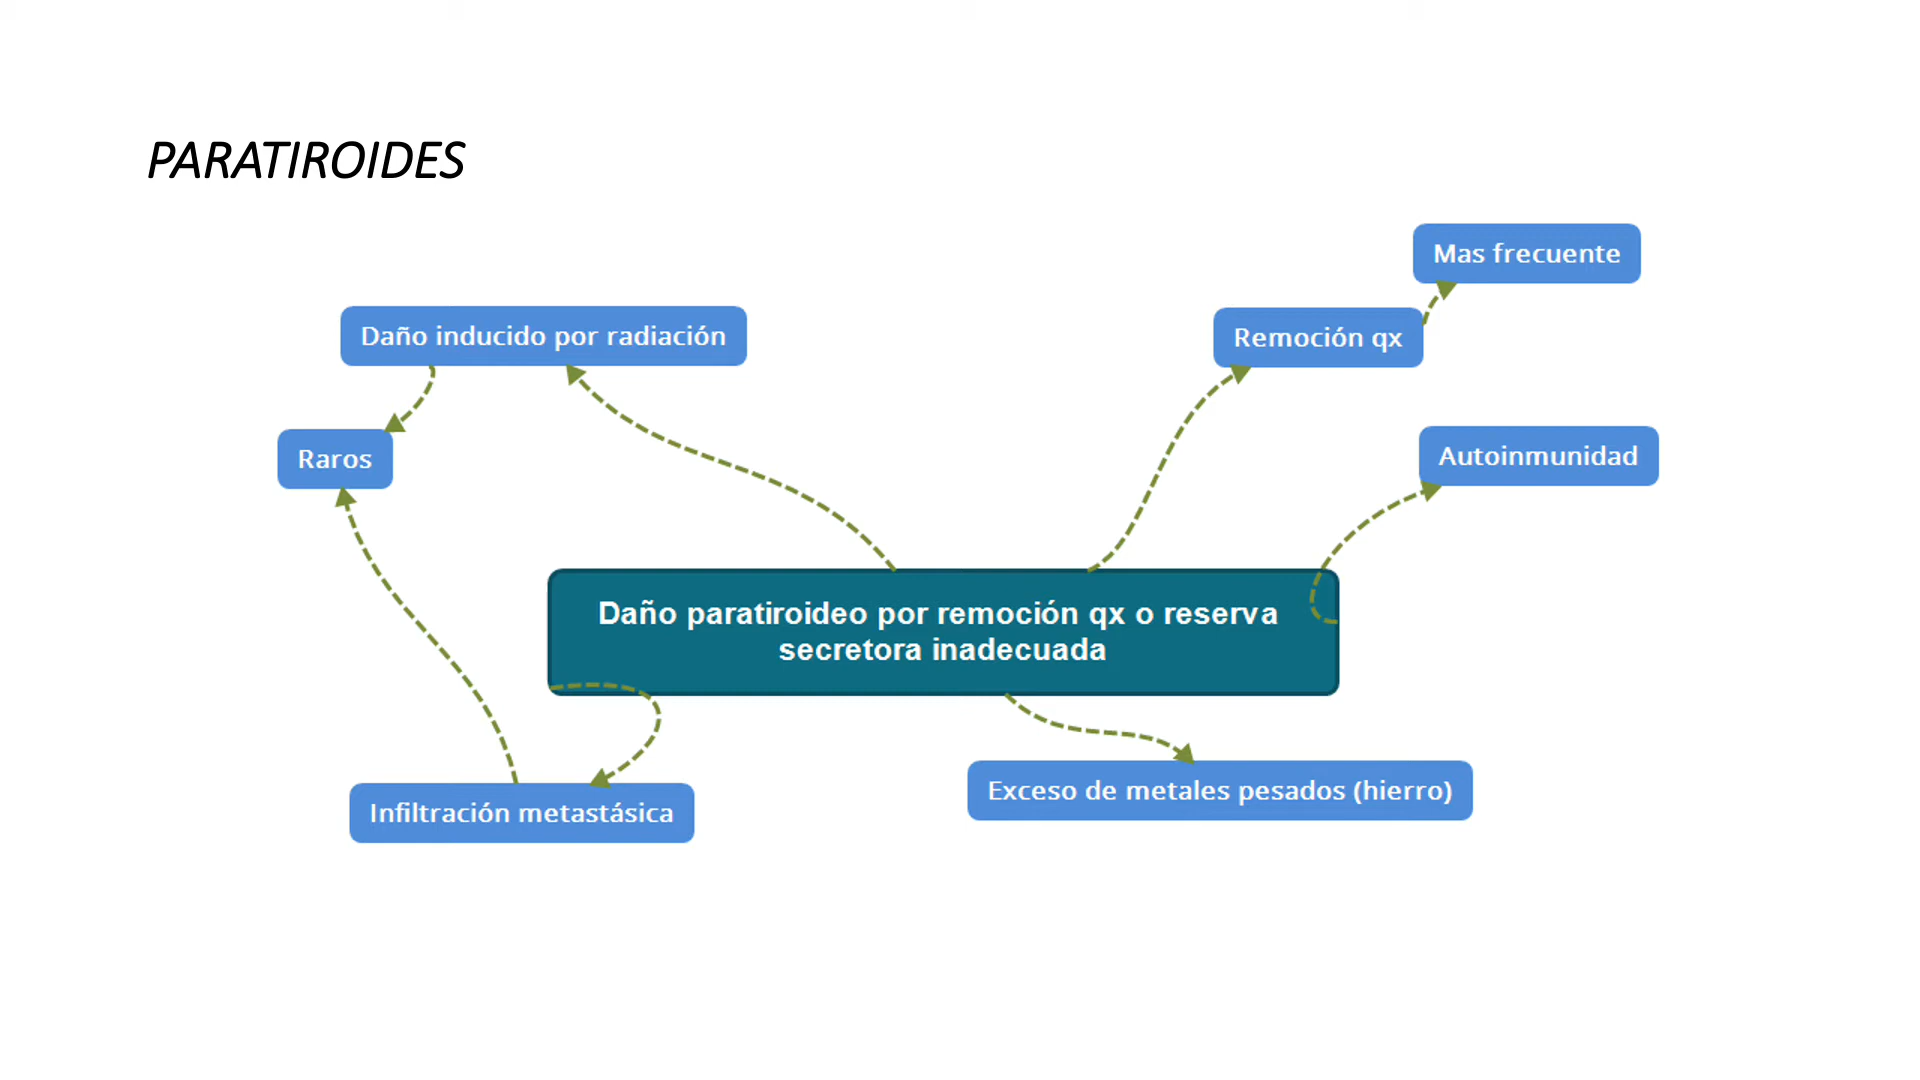 PARATIROIDES
Mas frecuente
Daño inducido por radiación
Remoción qx
Raros
Autoinmunidad
Daño paratiroideo por remoción qx o reserva
secretora inadecuada
Exceso de metales pesados (hierro)
Infiltración metastásica